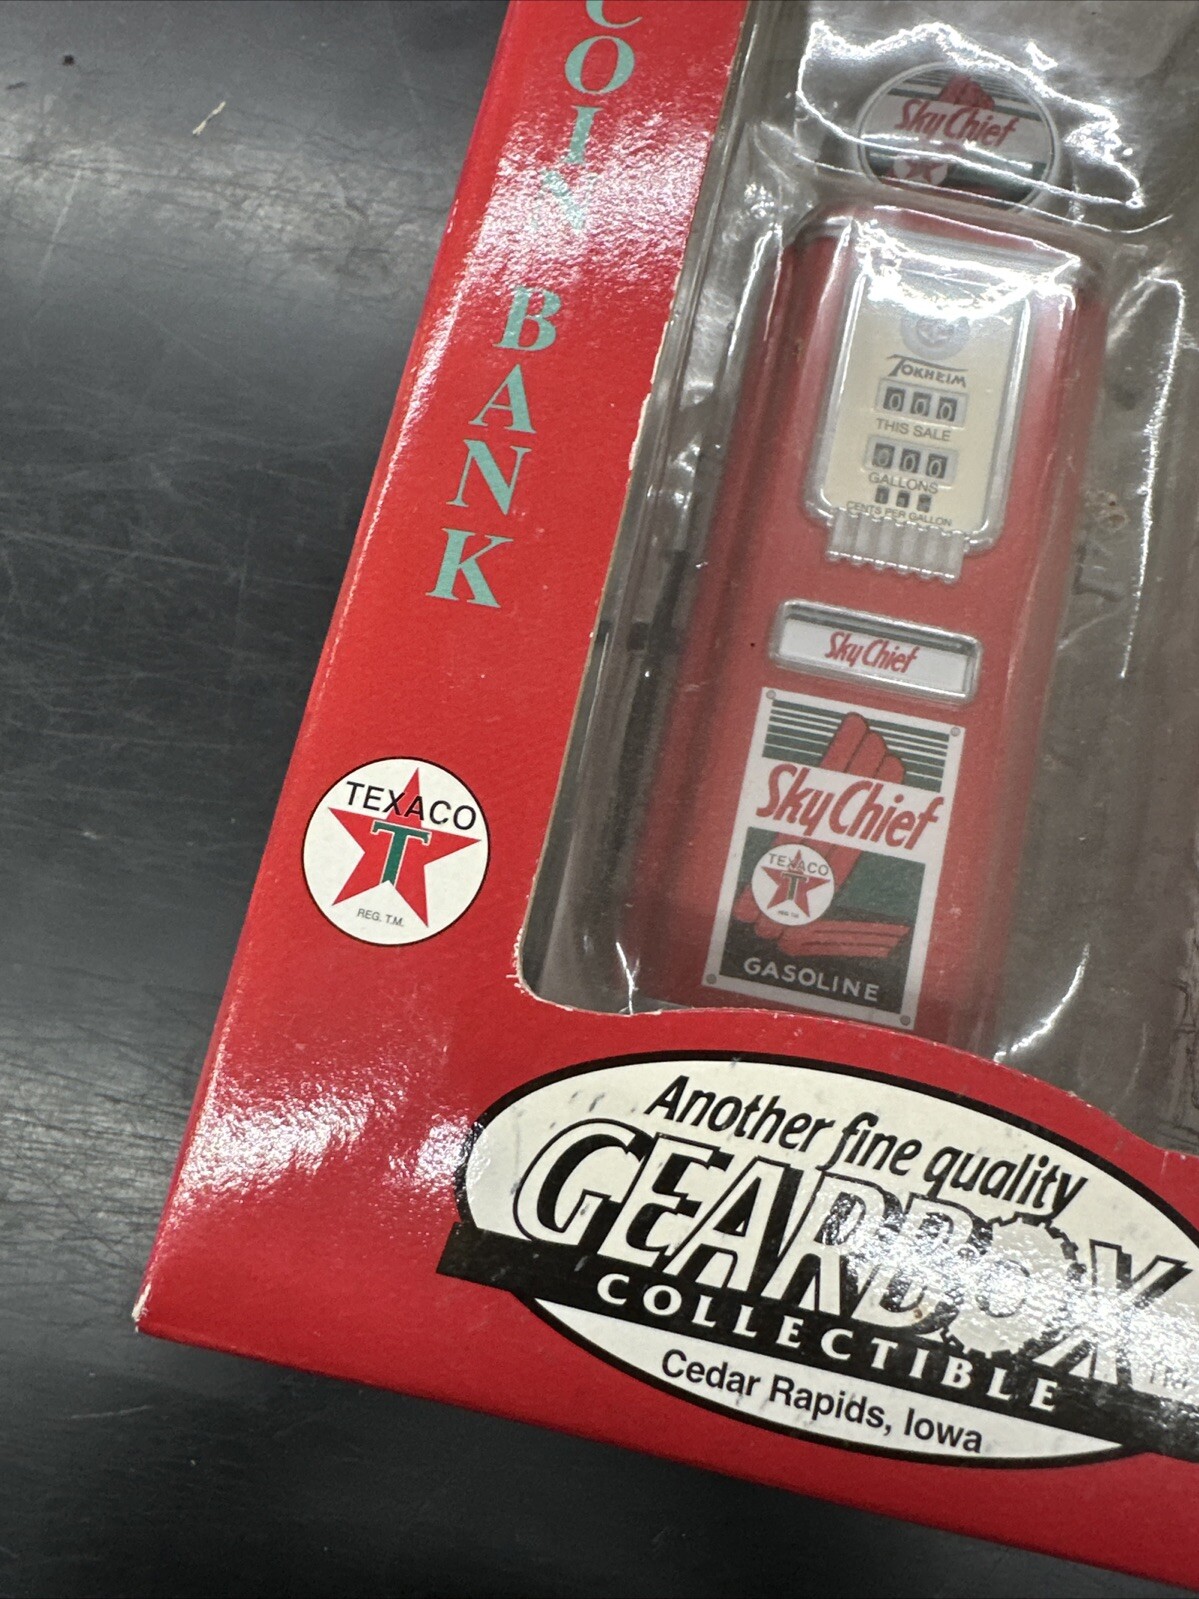 COIN BANK
Sky Chief
TOKHEIM
000
THIS SALE
000
GALLONS
CENTS PER GALLON
Sky Chief
Sky Chief
TEXACO
T
GASOLINE
TEXACO
T
REG. T.M.
Another fine quality
GEARBOX
COLLECTIBLE
Cedar Rapids, Iowa